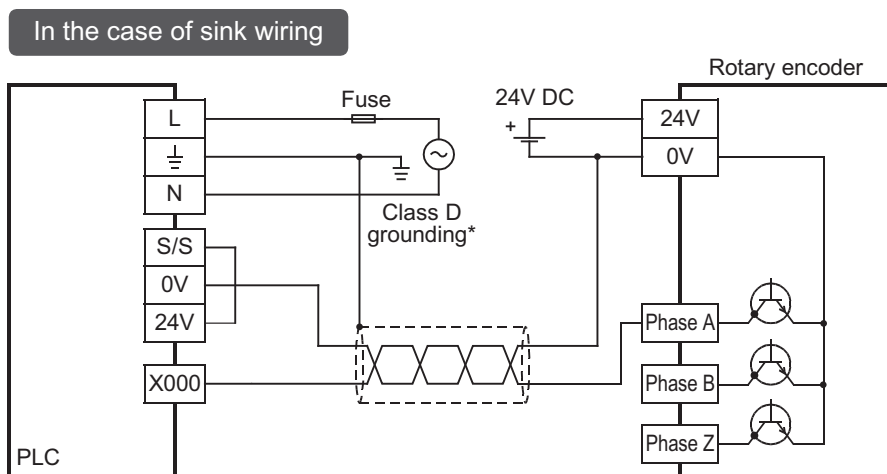 In the case of sink wiring
Rotary encoder
Fuse
24V DC
+
L
N
S/S
0V
24V
X000
PLC
Class D
grounding*
24V
0V
Phase A
Phase B
Phase Z